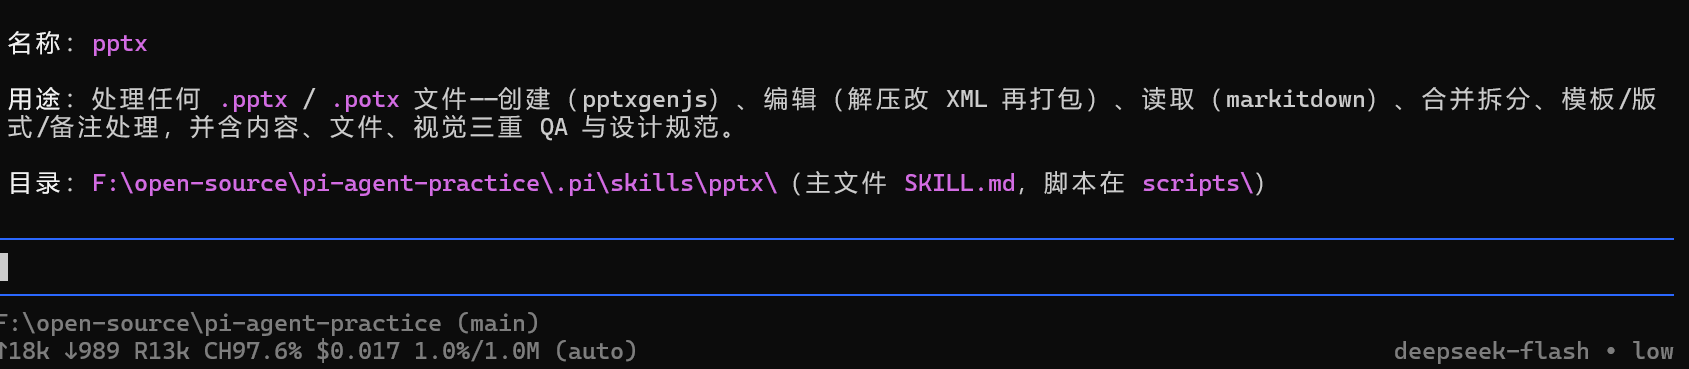 名称：pptx
用途：处理任何 .pptx / .potx 文件——创建（pptxgenjs）、编辑（解压改 XML 再打包）、读取（markitdown）、合并拆分、模板/版
式/备注处理，并含内容、文件、视觉三重 QA 与设计规范。
目录：F:\open-source\pi-agent-practice\.pi\skills\pptx\（主文件 SKILL.md，脚本在 scripts\）
F:\open-source\pi-agent-practice (main)
↑18k ↓989 R13k CH97.6% $0.017 1.0%/1.0M (auto) deepseek-flash • low